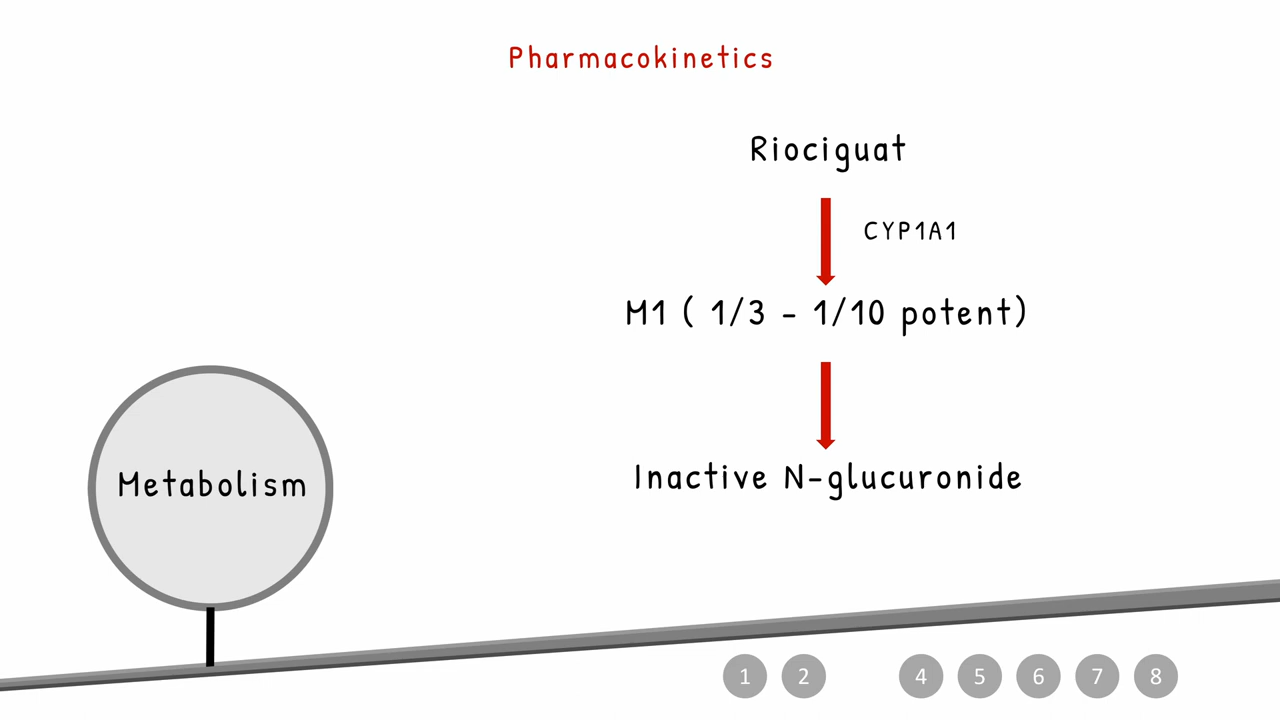 Pharmacokinetics
Riociguat
CYP1A1
M1 ( 1/3 - 1/10 potent)
Inactive N-glucuronide
Metabolism
1 2 4 5 6 7 8